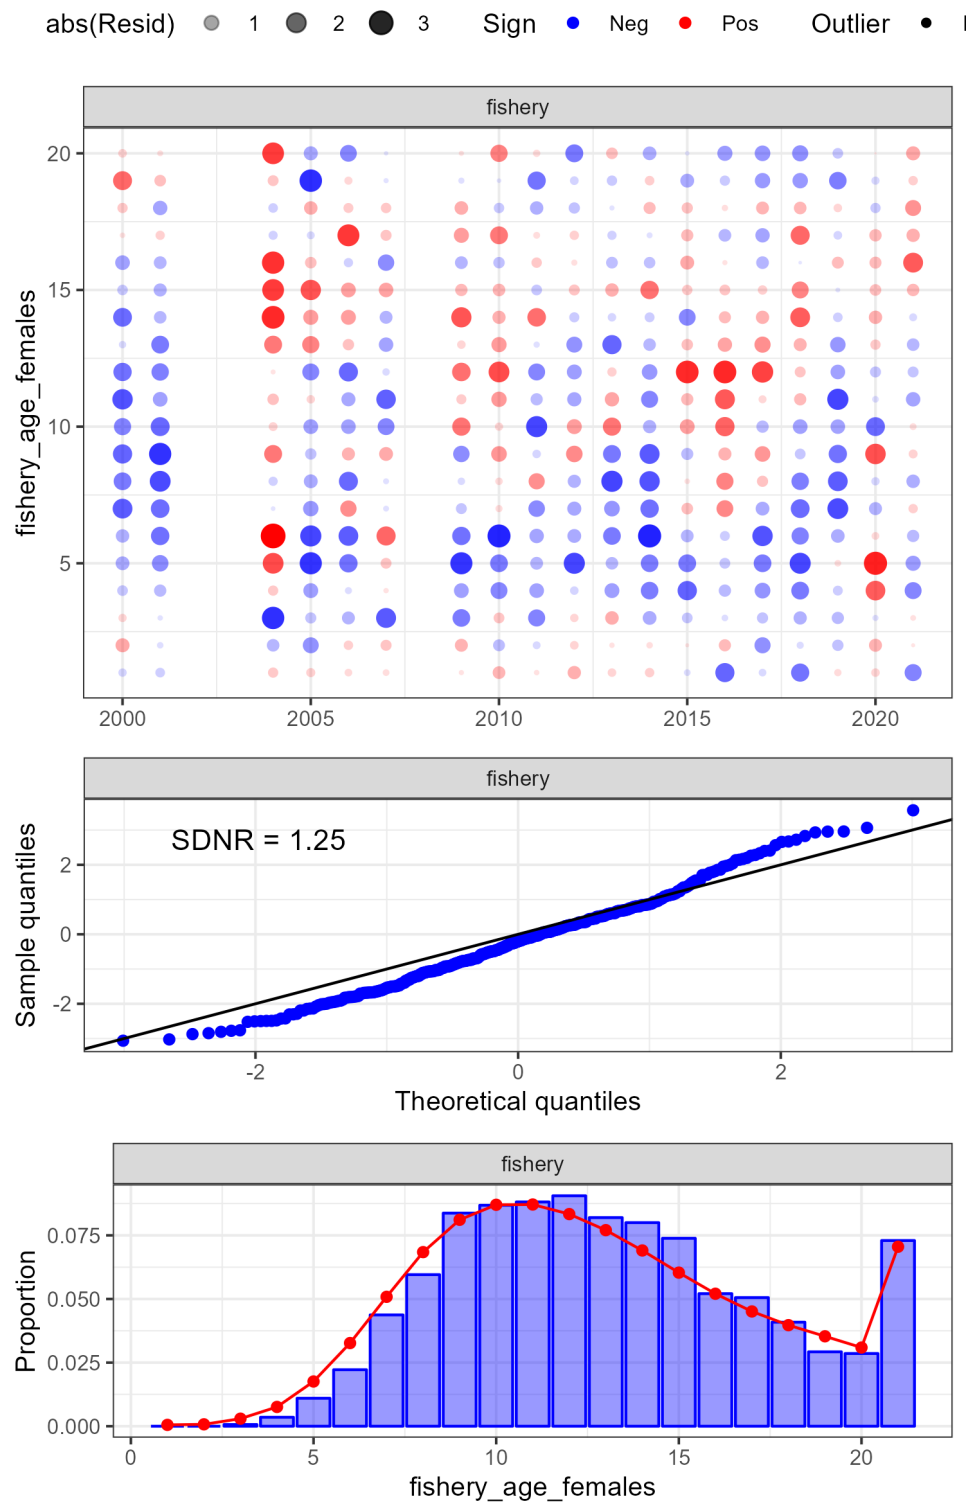 abs(Resid) 1 2 3 Sign Neg Pos Outlier
fishery
20
15
10
5
fishery_age_females
2000 2005 2010 2015 2020
fishery
SDNR = 1.25
2
0
-2
Sample quantiles
-2 0 2
Theoretical quantiles
fishery
0.075
0.050
0.025
0.000
Proportion
0 5 10 15 20
fishery_age_females